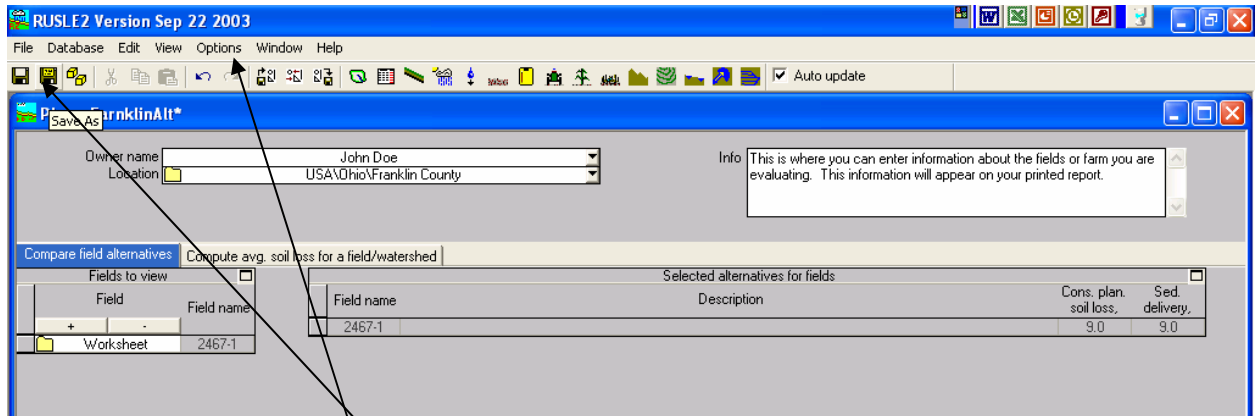 RUSLE2 Version Sep 22 2003
File Database Edit View Options Window Help
Auto update
FarnklinAlt*
Save As
Owner name John Doe
Location USA\Ohio\Franklin County
Info This is where you can enter information about the fields or farm you are
evaluating. This information will appear on your printed report.
Compare field alternatives Compute avg. soil loss for a field/watershed
Fields to view
Field Field name
+ -
Worksheet 2467-1
Selected alternatives for fields
Field name Description Cons. plan. soil loss, Sed. delivery,
2467-1 9.0 9.0